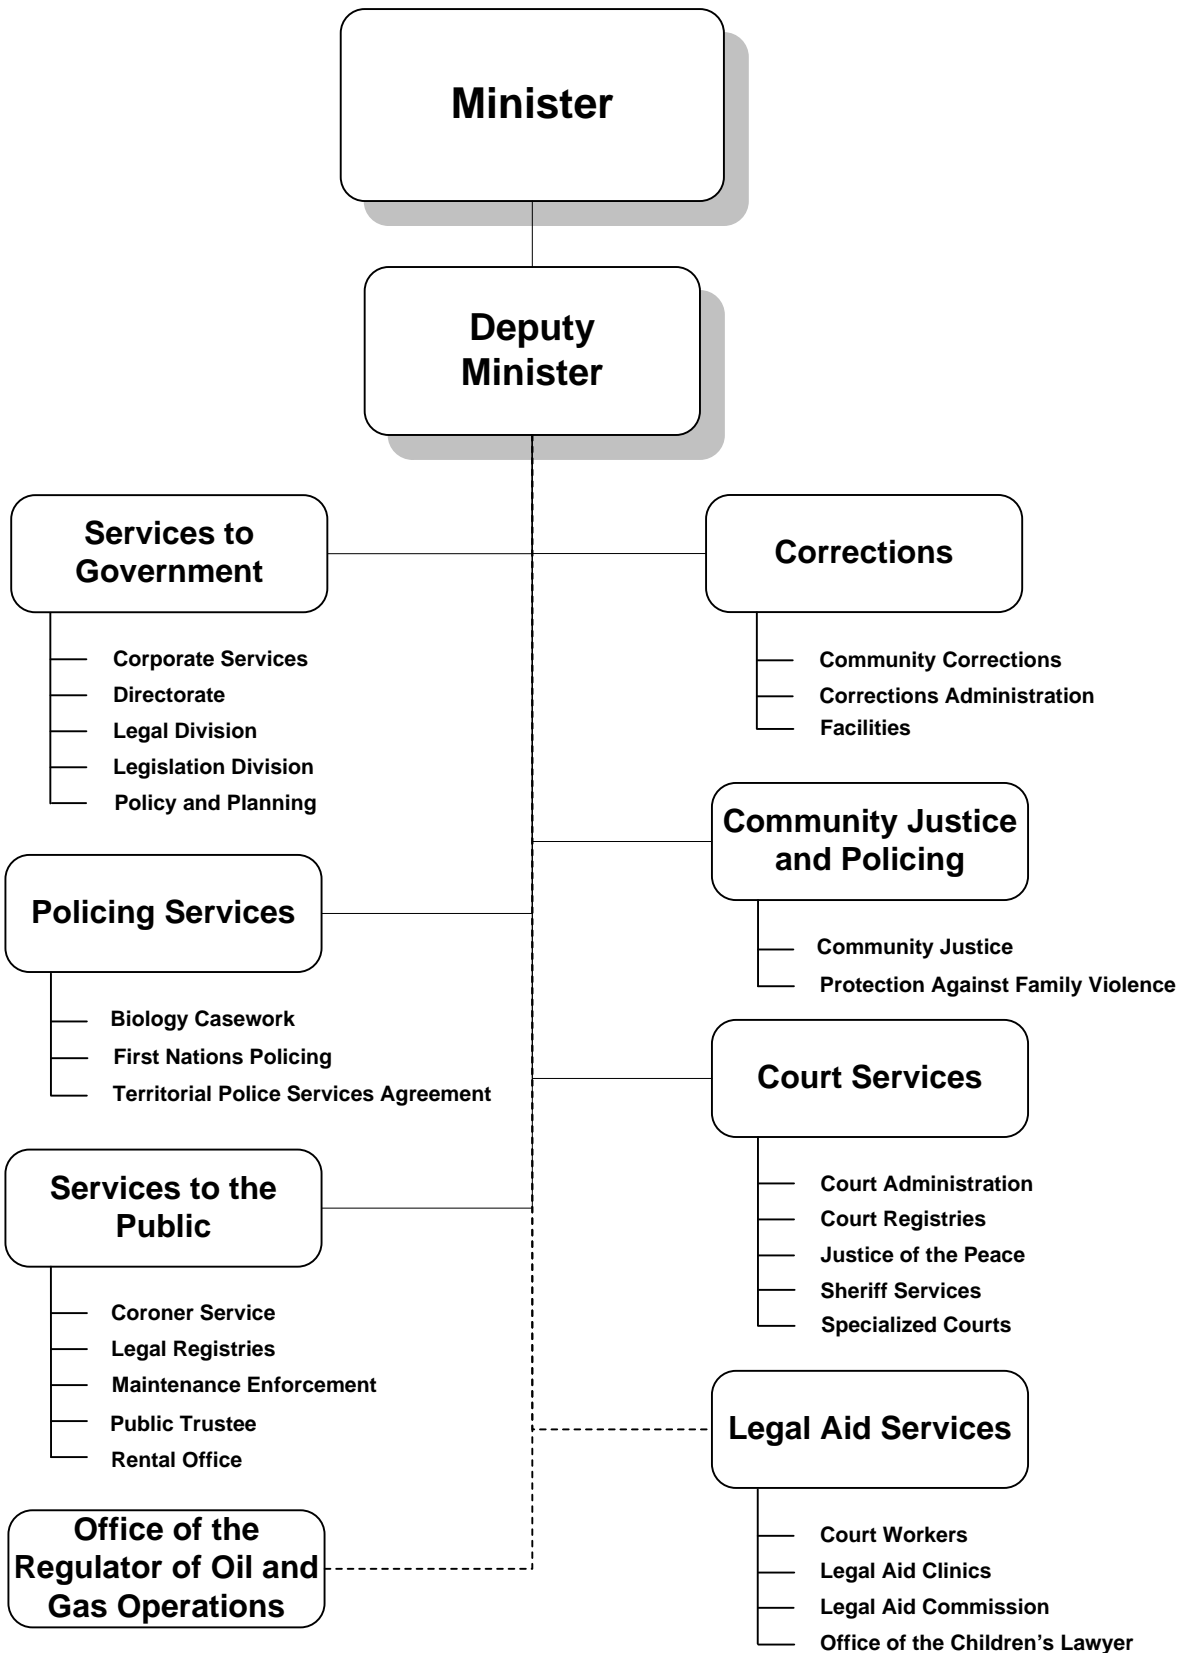 Minister
Deputy
Minister
Services to
Government
Corporate Services
Directorate
Legal Division
Legislation Division
Policy and Planning
Corrections
Community Corrections
Corrections Administration
Facilities
Community Justice
and Policing
Community Justice
Protection Against Family Violence
Policing Services
Biology Casework
First Nations Policing
Territorial Police Services Agreement
Court Services
Court Administration
Court Registries
Justice of the Peace
Sheriff Services
Specialized Courts
Services to the
Public
Coroner Service
Legal Registries
Maintenance Enforcement
Public Trustee
Rental Office
Legal Aid Services
Court Workers
Legal Aid Clinics
Legal Aid Commission
Office of the Children’s Lawyer
Office of the
Regulator of Oil and
Gas Operations